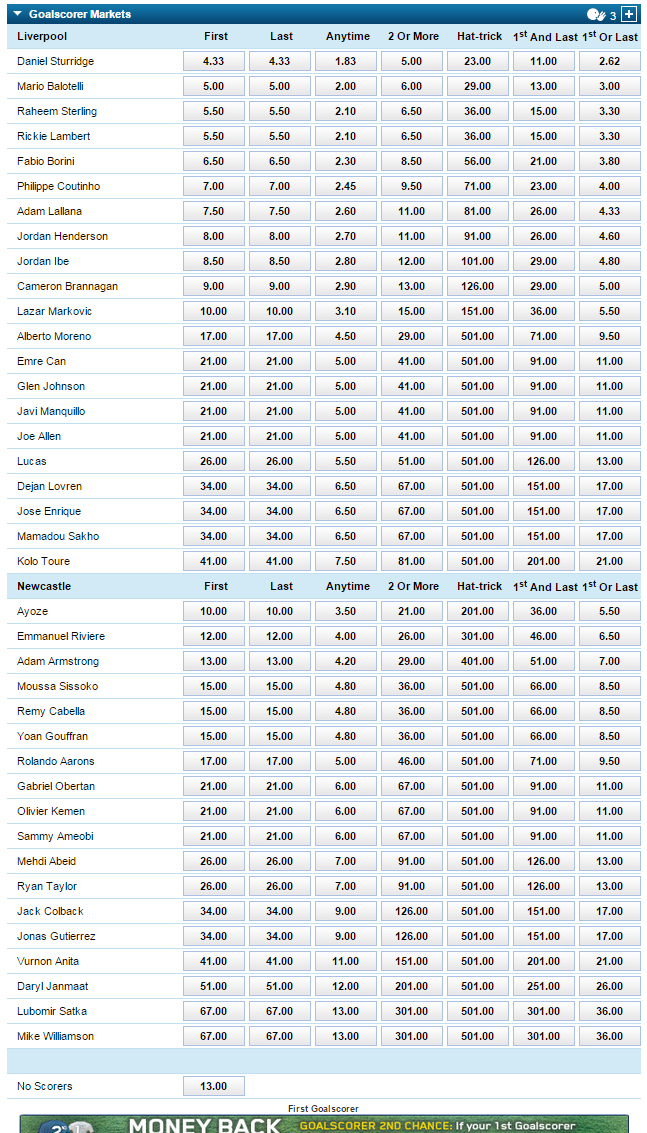 Goalscorer Markets 3
Liverpool First Last Anytime 2 Or More Hat-trick 1st And Last 1st Or Last
Daniel Sturridge 4.33 4.33 1.83 5.00 23.00 11.00 2.62
Mario Balotelli 5.00 5.00 2.00 6.00 29.00 13.00 3.00
Raheem Sterling 5.50 5.50 2.10 6.50 36.00 15.00 3.30
Rickie Lambert 5.50 5.50 2.10 6.50 36.00 15.00 3.30
Fabio Borini 6.50 6.50 2.30 8.50 56.00 21.00 3.80
Philippe Coutinho 7.00 7.00 2.45 9.50 71.00 23.00 4.00
Adam Lallana 7.50 7.50 2.60 11.00 81.00 26.00 4.33
Jordan Henderson 8.00 8.00 2.70 11.00 91.00 26.00 4.60
Jordan Ibe 8.50 8.50 2.80 12.00 101.00 29.00 4.80
Cameron Brannagan 9.00 9.00 2.90 13.00 126.00 29.00 5.00
Lazar Markovic 10.00 10.00 3.10 15.00 151.00 36.00 5.50
Alberto Moreno 17.00 17.00 4.50 29.00 501.00 71.00 9.50
Emre Can 21.00 21.00 5.00 41.00 501.00 91.00 11.00
Glen Johnson 21.00 21.00 5.00 41.00 501.00 91.00 11.00
Javi Manquillo 21.00 21.00 5.00 41.00 501.00 91.00 11.00
Joe Allen 21.00 21.00 5.00 41.00 501.00 91.00 11.00
Lucas 26.00 26.00 5.50 51.00 501.00 126.00 13.00
Dejan Lovren 34.00 34.00 6.50 67.00 501.00 151.00 17.00
Jose Enrique 34.00 34.00 6.50 67.00 501.00 151.00 17.00
Mamadou Sakho 34.00 34.00 6.50 67.00 501.00 151.00 17.00
Kolo Toure 41.00 41.00 7.50 81.00 501.00 201.00 21.00
Newcastle First Last Anytime 2 Or More Hat-trick 1st And Last 1st Or Last
Ayoze 10.00 10.00 3.50 21.00 201.00 36.00 5.50
Emmanuel Riviere 12.00 12.00 4.00 26.00 301.00 46.00 6.50
Adam Armstrong 13.00 13.00 4.20 29.00 401.00 51.00 7.00
Moussa Sissoko 15.00 15.00 4.80 36.00 501.00 66.00 8.50
Remy Cabella 15.00 15.00 4.80 36.00 501.00 66.00 8.50
Yoan Gouffran 15.00 15.00 4.80 36.00 501.00 66.00 8.50
Rolando Aarons 17.00 17.00 5.00 46.00 501.00 71.00 9.50
Gabriel Obertan 21.00 21.00 6.00 67.00 501.00 91.00 11.00
Olivier Kemen 21.00 21.00 6.00 67.00 501.00 91.00 11.00
Sammy Ameobi 21.00 21.00 6.00 67.00 501.00 91.00 11.00
Mehdi Abeid 26.00 26.00 7.00 91.00 501.00 126.00 13.00
Ryan Taylor 26.00 26.00 7.00 91.00 501.00 126.00 13.00
Jack Colback 34.00 34.00 9.00 126.00 501.00 151.00 17.00
Jonas Gutierrez 34.00 34.00 9.00 126.00 501.00 151.00 17.00
Vurnon Anita 41.00 41.00 11.00 151.00 501.00 201.00 21.00
Daryl Janmaat 51.00 51.00 12.00 201.00 501.00 251.00 26.00
Lubomir Satka 67.00 67.00 13.00 301.00 501.00 301.00 36.00
Mike Williamson 67.00 67.00 13.00 301.00 501.00 301.00 36.00
No Scorers 13.00
First Goalscorer
MONEY BACK GOALSCORER 2ND CHANCE: If your 1st Goalscorer